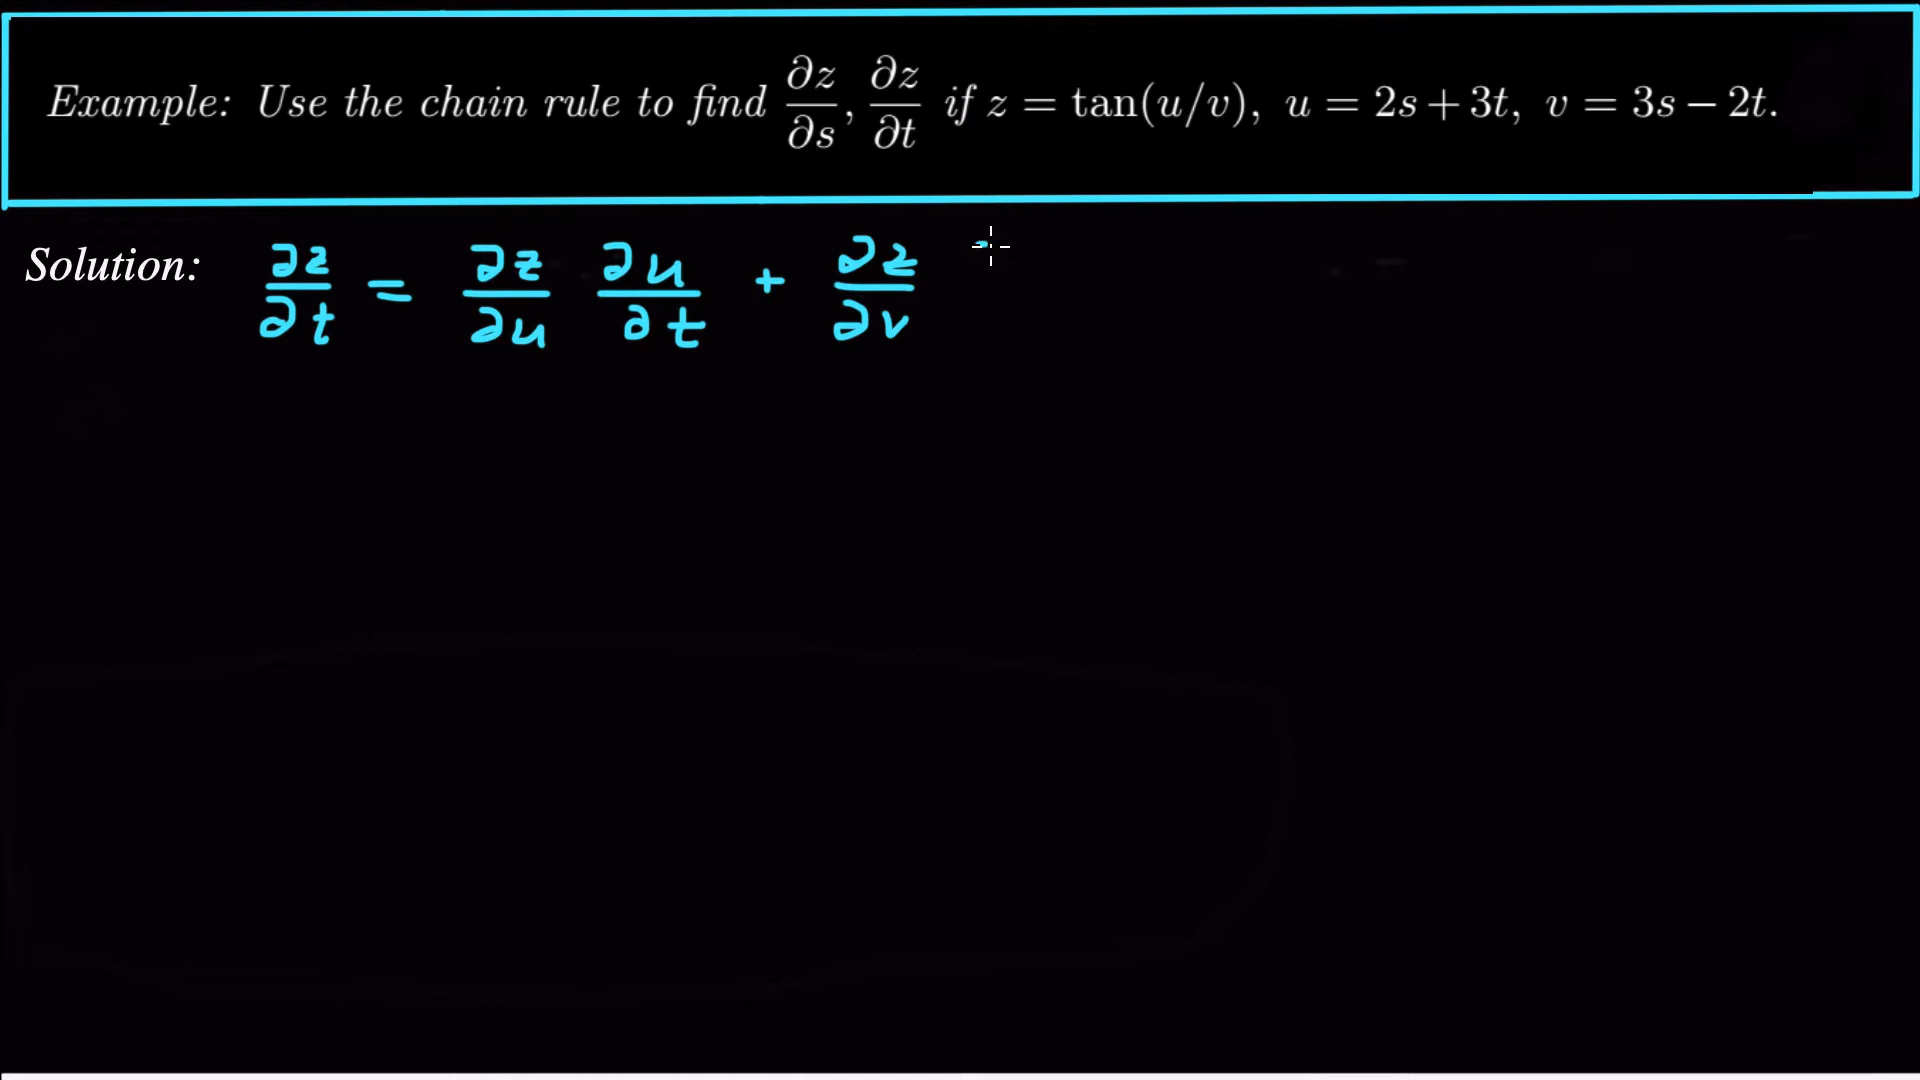 Example: Use the chain rule to find ∂z/∂s, ∂z/∂t if z = tan(u/v), u = 2s + 3t, v = 3s − 2t.
Solution: ∂z/∂t = ∂z/∂u ∂u/∂t + ∂z/∂v